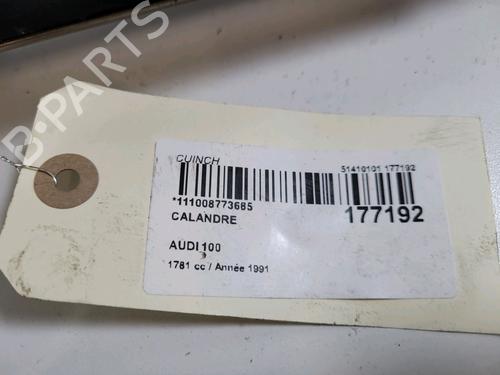 B-PARTS
CUINCH
51410101 177192
*111008773685
177192
CALANDRE
AUDI 100
1781 cc / Année 1991